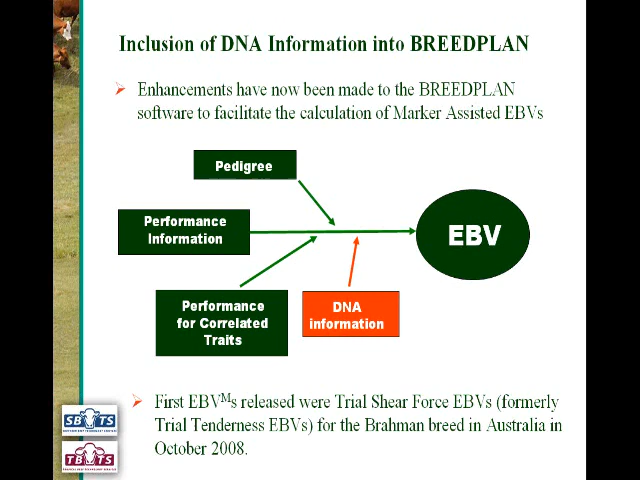 Inclusion of DNA Information into BREEDPLAN
Enhancements have now been made to the BREEDPLAN
software to facilitate the calculation of Marker Assisted EBVs
Pedigree
Performance
Information
EBV
Performance
for Correlated
Traits
DNA
information
First EBVᴹs released were Trial Shear Force EBVs (formerly
Trial Tenderness EBVs) for the Brahman breed in Australia in
October 2008.
SBTS
TBTS